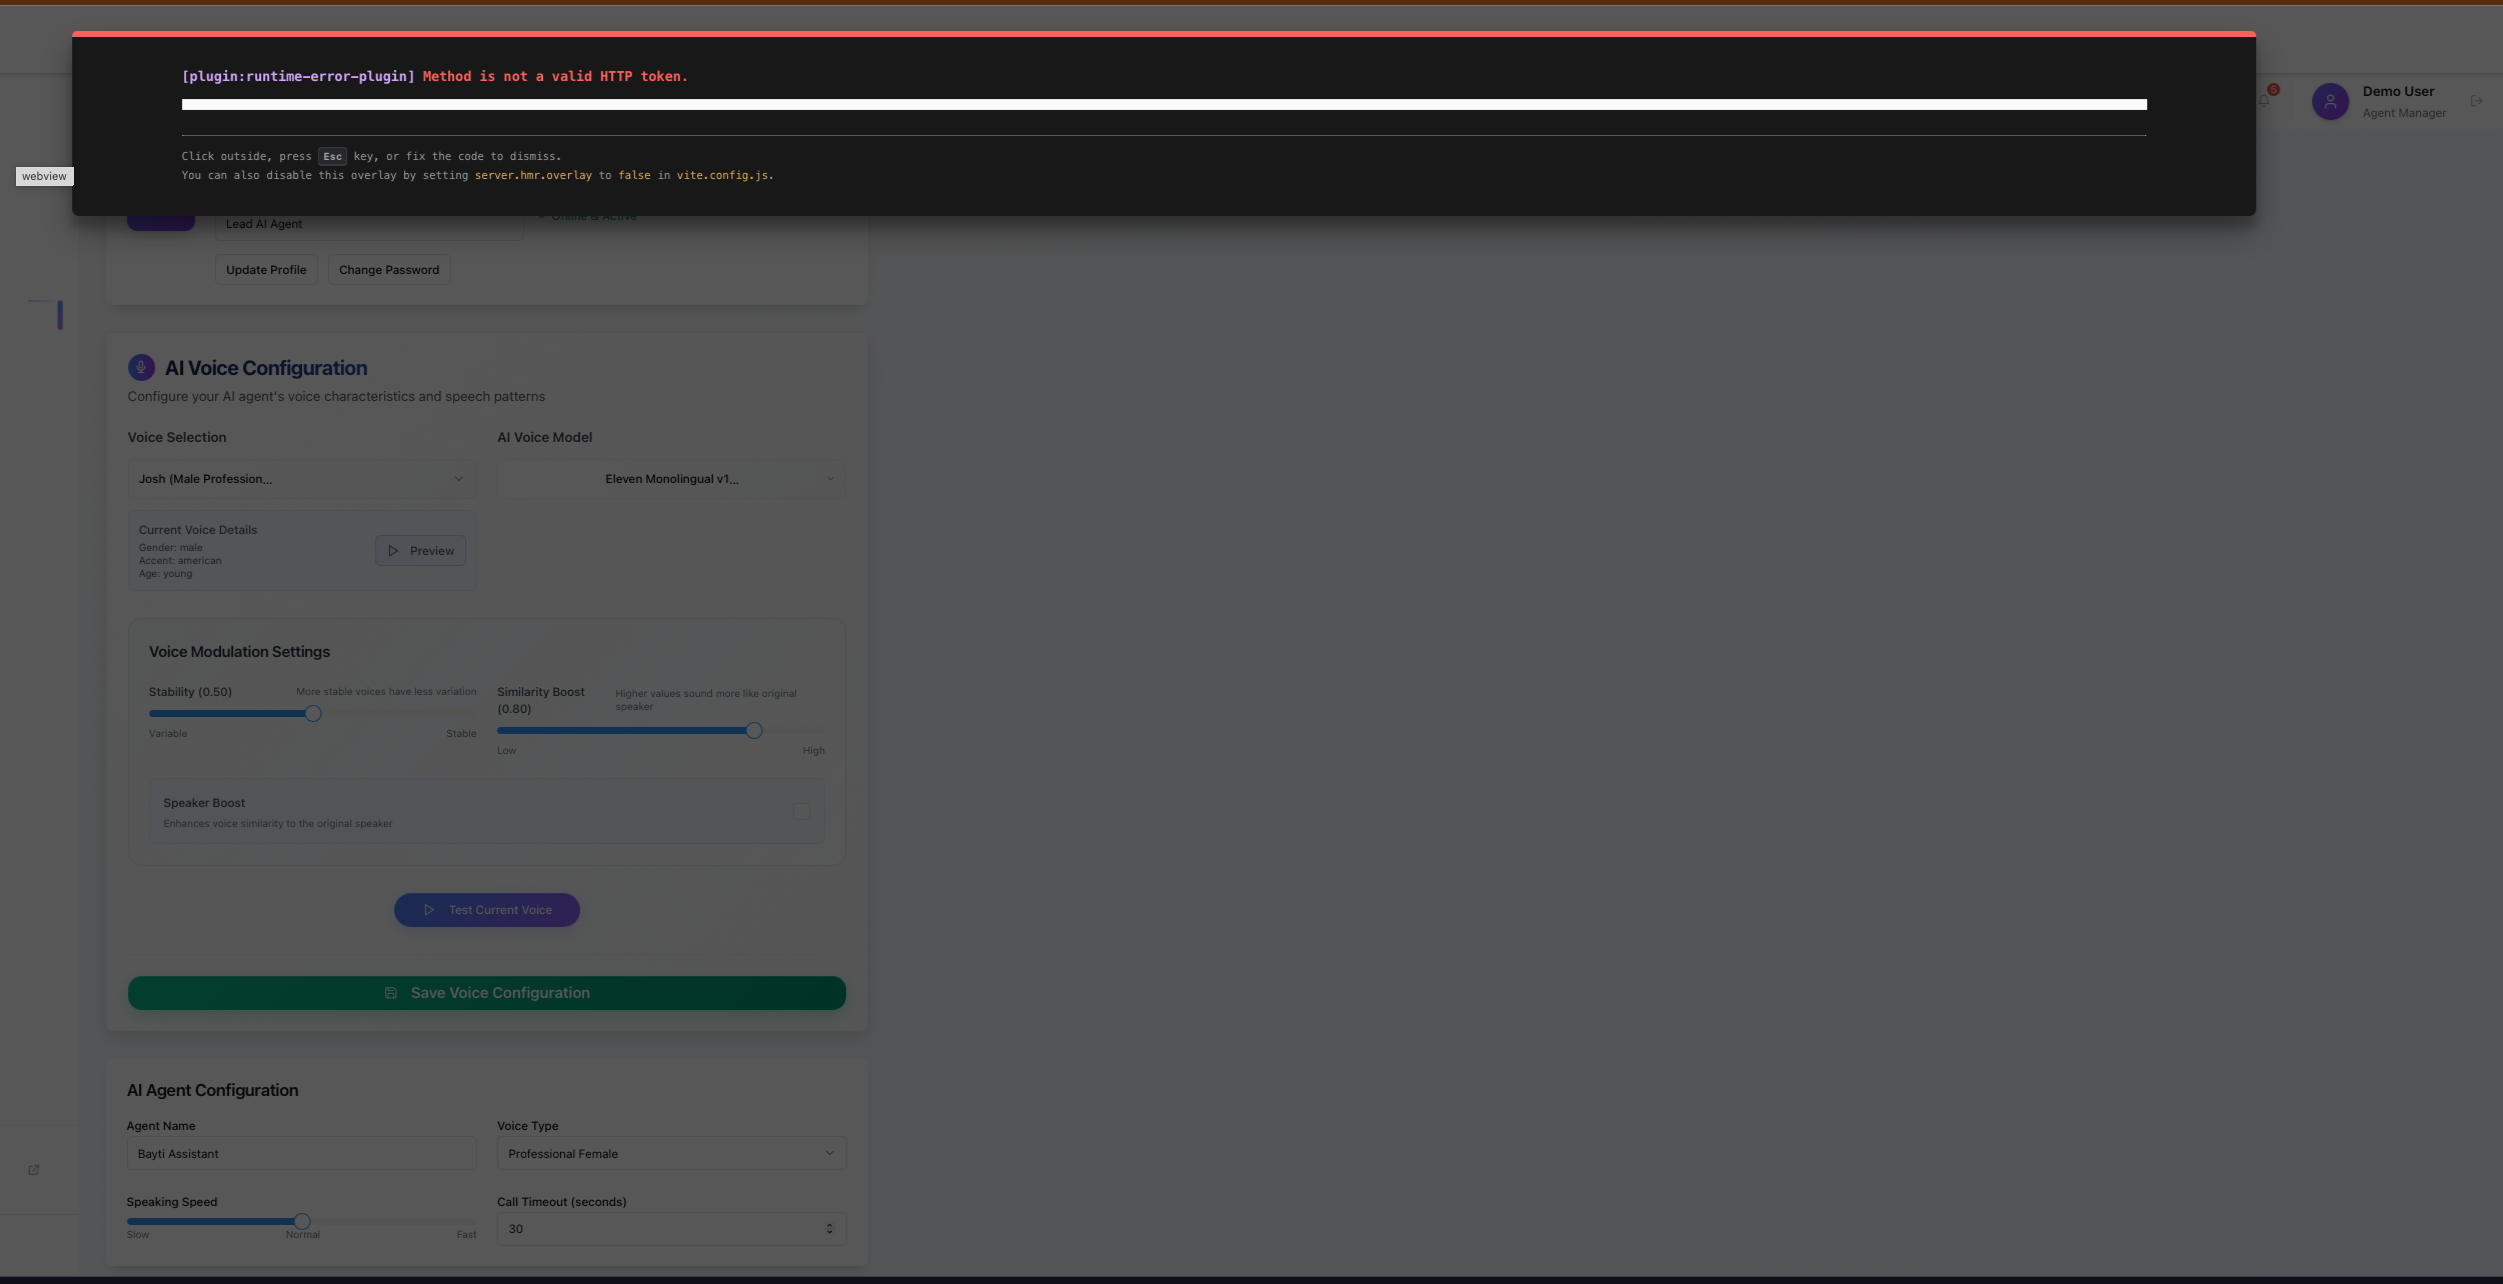 [plugin:runtime-error-plugin] Method is not a valid HTTP token.
Click outside, press Esc key, or fix the code to dismiss.
You can also disable this overlay by setting server.hmr.overlay to false in vite.config.js.
5
Demo User
Agent Manager
webview
Online & Active
Lead AI Agent
Update Profile
Change Password
AI Voice Configuration
Configure your AI agent's voice characteristics and speech patterns
Voice Selection
AI Voice Model
Josh (Male Profession...
Eleven Monolingual v1...
Current Voice Details
Gender: male
Accent: american
Age: young
Preview
Voice Modulation Settings
Stability (0.50)
More stable voices have less variation
Variable
Stable
Similarity Boost
(0.80)
Higher values sound more like original
speaker
Low
High
Speaker Boost
Enhances voice similarity to the original speaker
Test Current Voice
Save Voice Configuration
AI Agent Configuration
Agent Name
Voice Type
Bayti Assistant
Professional Female
Speaking Speed
Slow
Normal
Fast
Call Timeout (seconds)
30